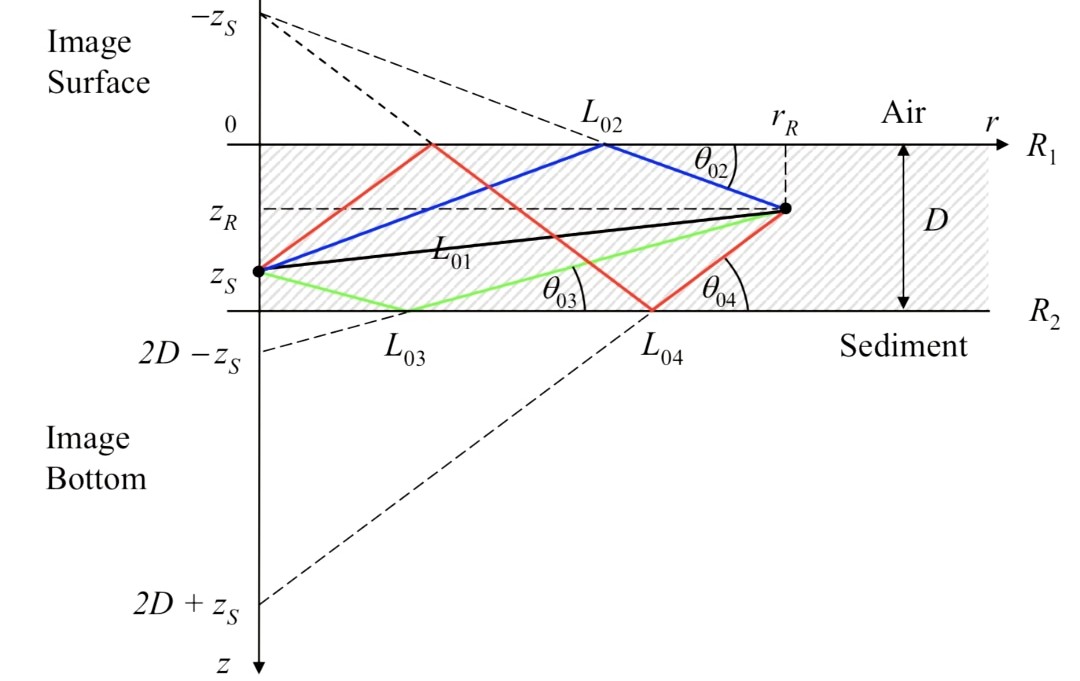 −z_S
Image
Surface
0
L_02
r_R
Air
r
R_1
θ_02
z_R
D
L_01
z_S
θ_03
θ_04
R_2
2D − z_S
L_03
L_04
Sediment
Image
Bottom
2D + z_S
z